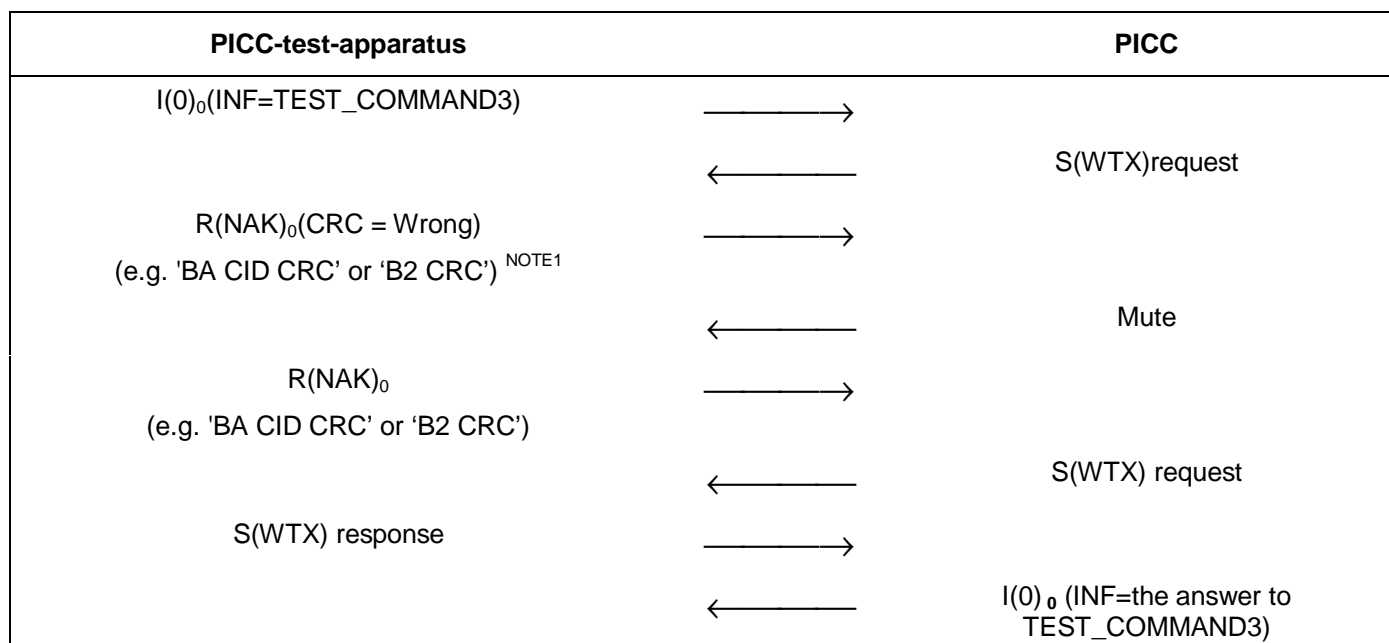 PICC-test-apparatus PICC
I(0)₀(INF=TEST_COMMAND3)
S(WTX)request
R(NAK)₀(CRC = Wrong)
(e.g. 'BA CID CRC’ or ‘B2 CRC’) NOTE1
Mute
R(NAK)₀
(e.g. 'BA CID CRC’ or ‘B2 CRC’)
S(WTX) request
S(WTX) response
I(0) ₀ (INF=the answer to
TEST_COMMAND3)